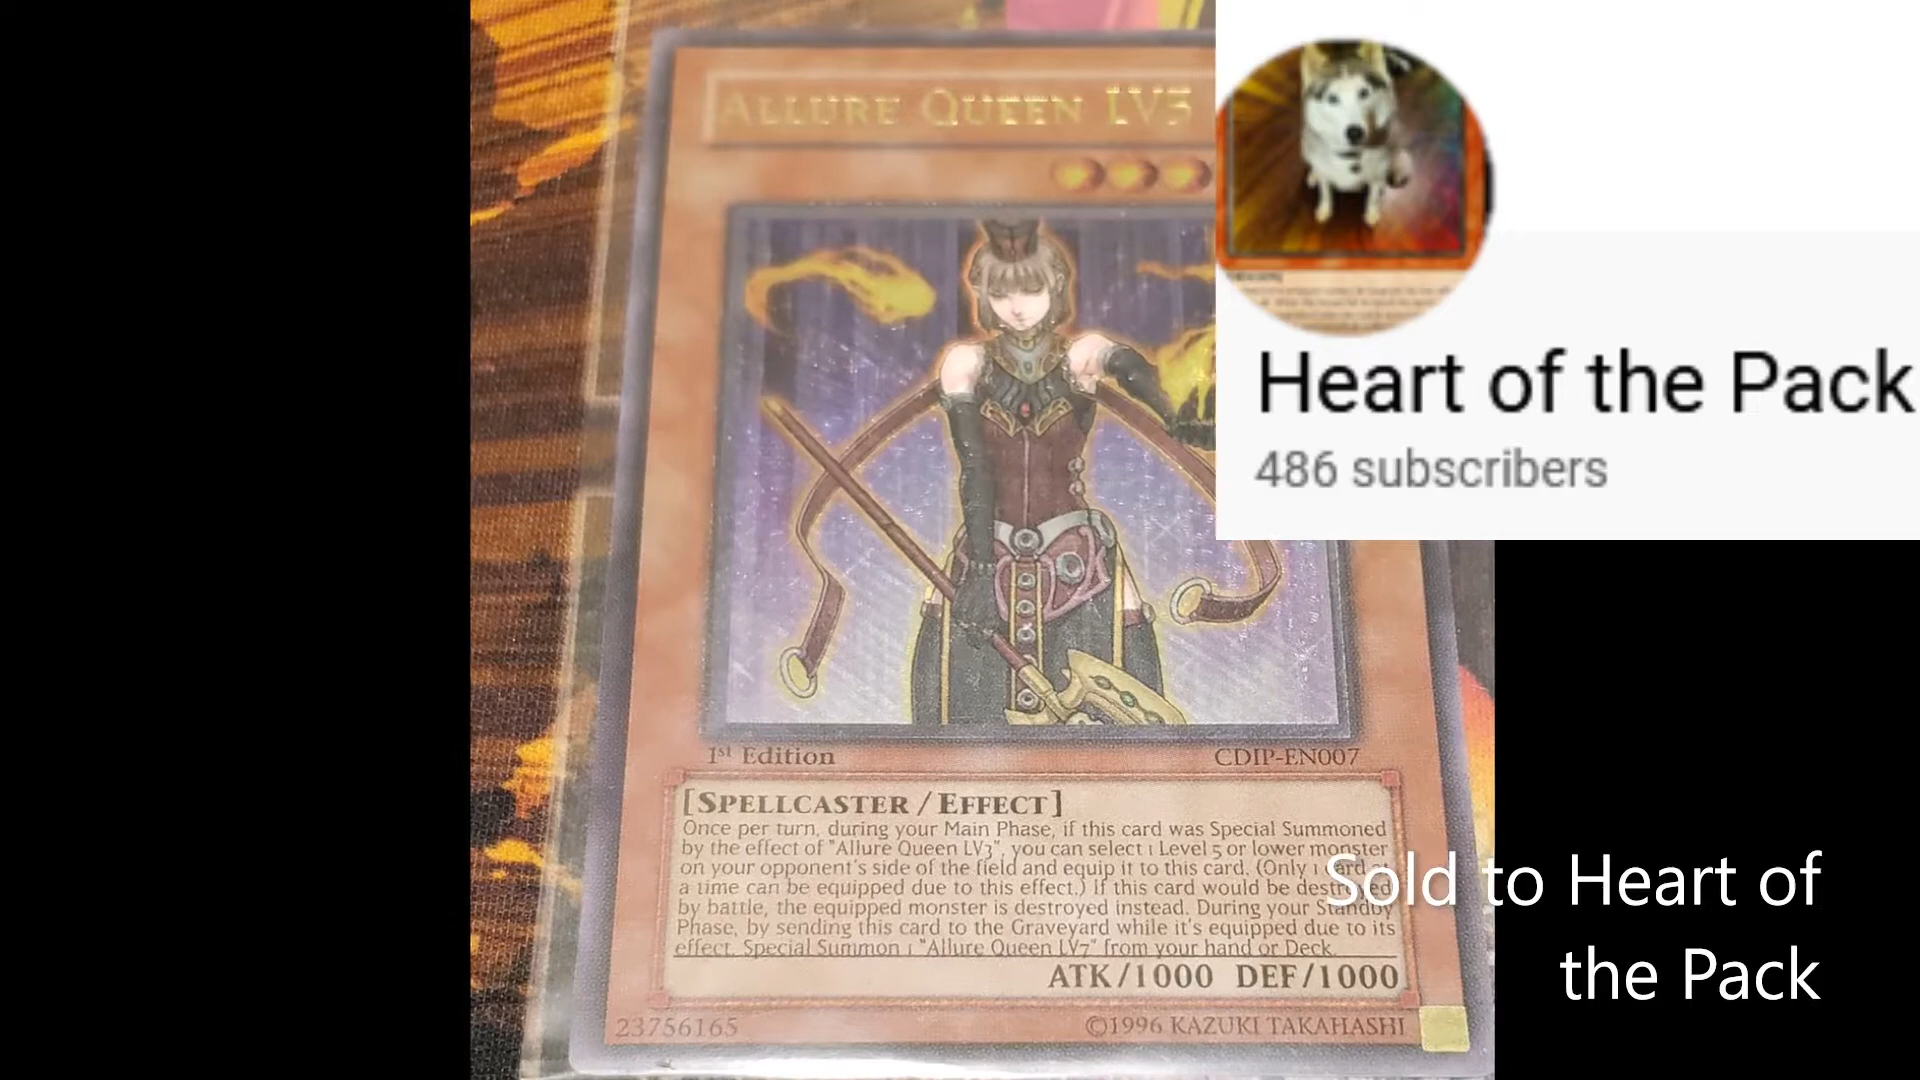 ALLURE QUEEN LV5
Heart of the Pack
486 subscribers
1st Edition
CDIP-EN007
[SPELLCASTER / EFFECT]
Once per turn, during your Main Phase, if this card was Special Summoned
by the effect of "Allure Queen LV3", you can select 1 Level 5 or lower monster
on your opponent's side of the field and equip it to this card. (Only 1 card at
a time can be equipped due to this effect.) If this card would be destroyed
by battle, the equipped monster is destroyed instead. During your Standby
Phase, by sending this card to the Graveyard while it's equipped due to its
effect, Special Summon 1 "Allure Queen LV7" from your hand or Deck.
ATK/1000 DEF/1000
23756165
©1996 KAZUKI TAKAHASHI
Sold to Heart of
the Pack